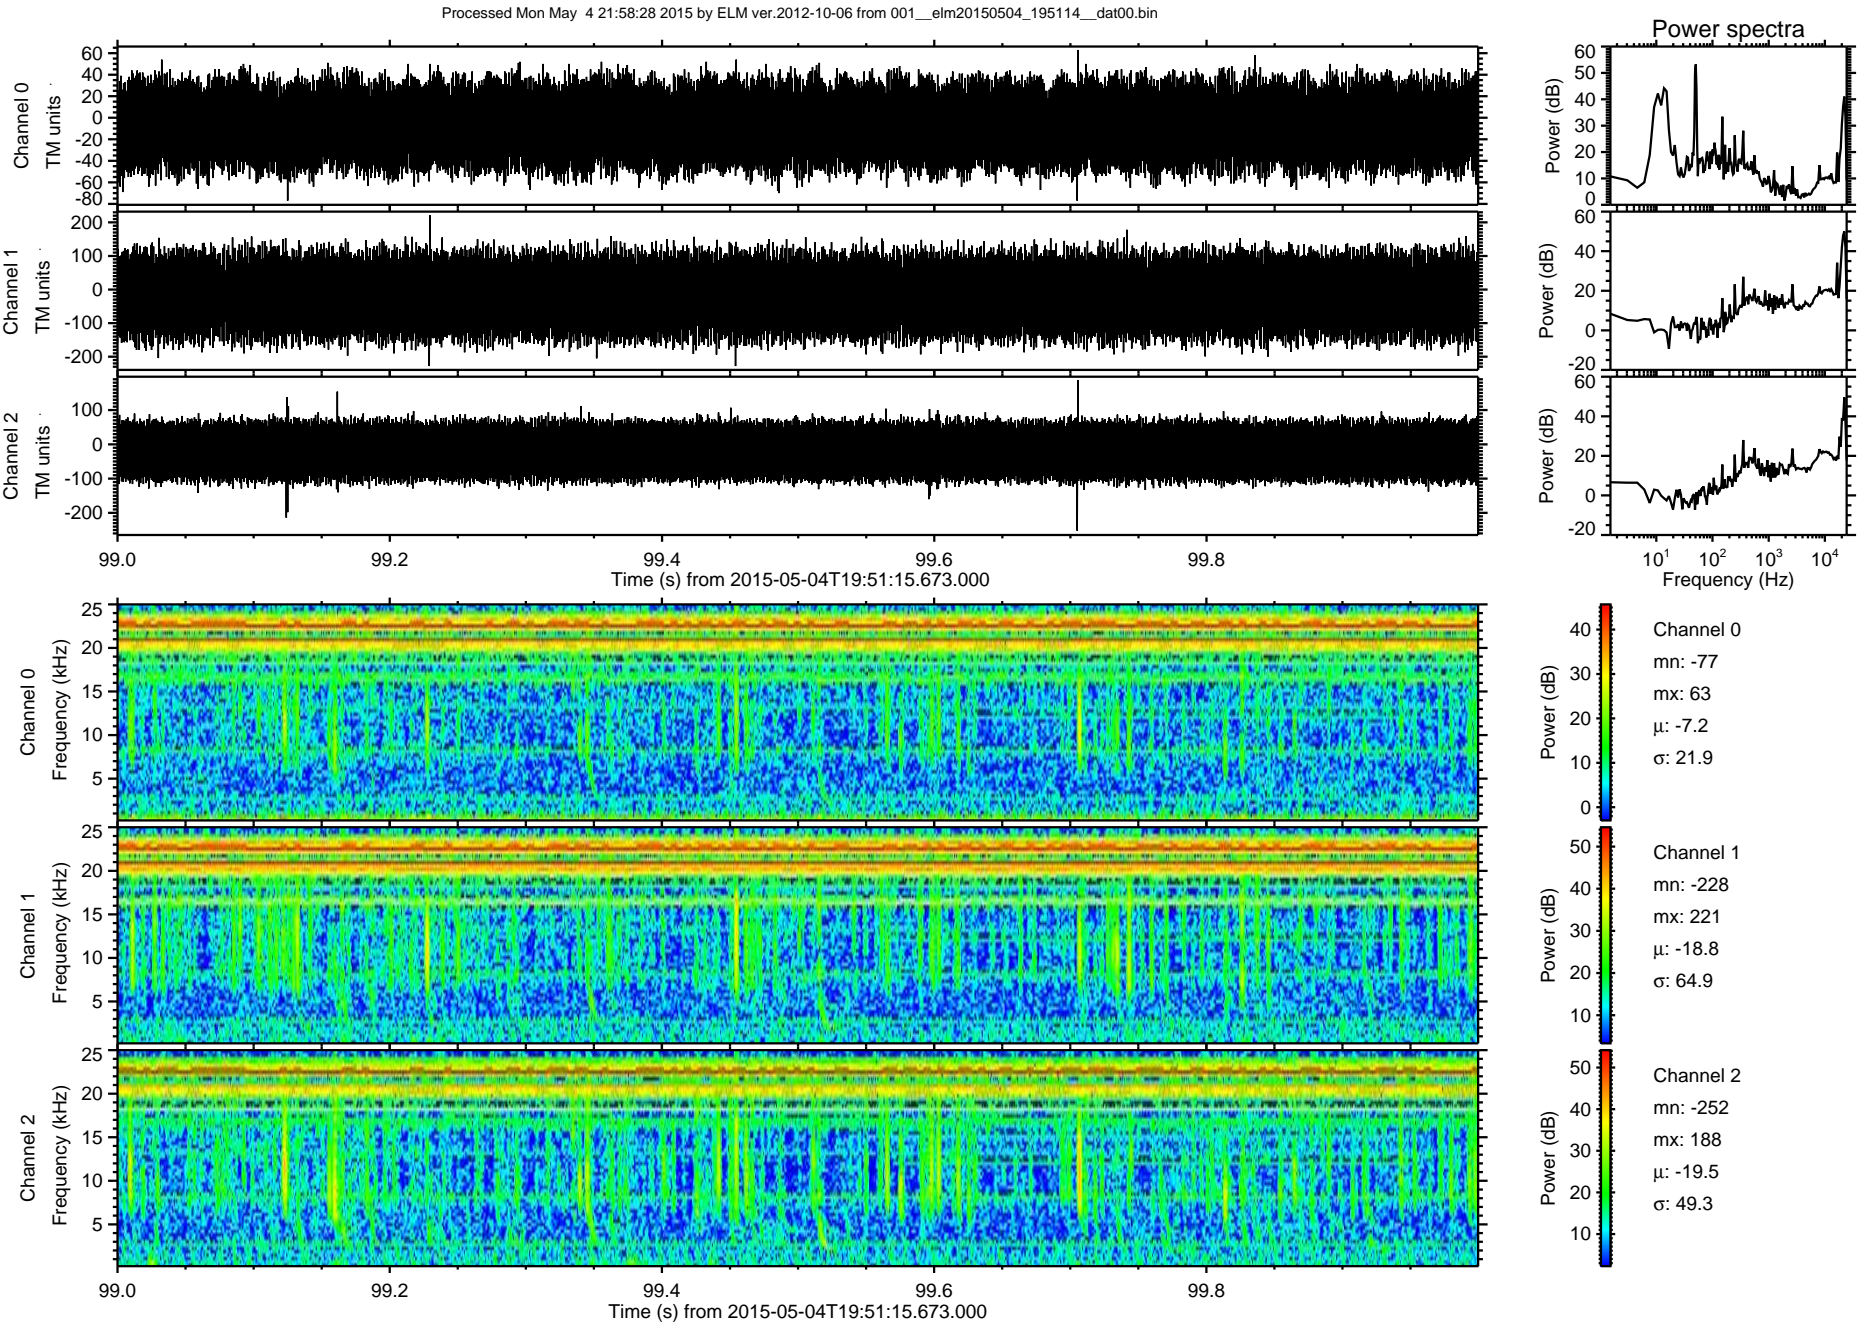 Processed Mon May  4 21:58:28 2015 by ELM ver.2012-10-06 from 001__elm20150504_195114__dat00.bin
Power spectra
Channel 0
TM units
60
40
20
0
-20
-40
-60
-80
Power (dB)
60
50
40
30
20
10
0
Channel 1
TM units
200
100
0
-100
-200
Power (dB)
60
40
20
0
-20
Channel 2
TM units
100
0
-100
-200
Power (dB)
60
40
20
0
-20
99.0 99.2 99.4 99.6 99.8
Time (s) from 2015-05-04T19:51:15.673.000
10^1 10^2 10^3 10^4
Frequency (Hz)
Channel 0
Frequency (kHz)
25
20
15
10
5
Power (dB)
40
30
20
10
0
Channel 0
mn: -77
mx: 63
μ: -7.2
σ: 21.9
Channel 1
Frequency (kHz)
25
20
15
10
5
Power (dB)
50
40
30
20
10
Channel 1
mn: -228
mx: 221
μ: -18.8
σ: 64.9
Channel 2
Frequency (kHz)
25
20
15
10
5
Power (dB)
50
40
30
20
10
Channel 2
mn: -252
mx: 188
μ: -19.5
σ: 49.3
99.0 99.2 99.4 99.6 99.8
Time (s) from 2015-05-04T19:51:15.673.000